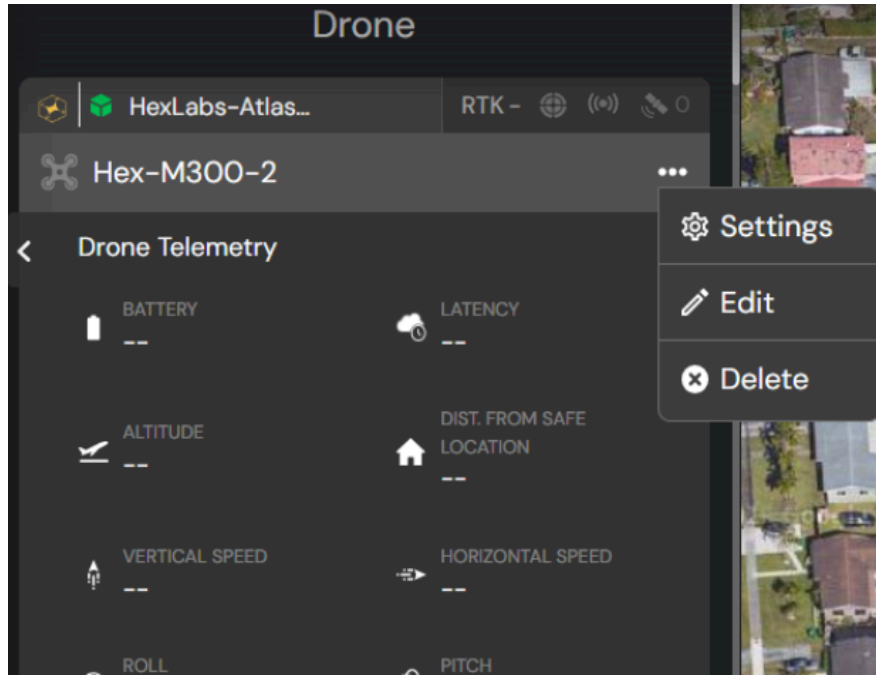 Drone
HexLabs-Atlas...
RTK -
0
Hex-M300-2
•••
Settings
Drone Telemetry
Edit
BATTERY
--
LATENCY
--
Delete
ALTITUDE
--
DIST. FROM SAFE
LOCATION
--
VERTICAL SPEED
--
HORIZONTAL SPEED
--
ROLL
PITCH